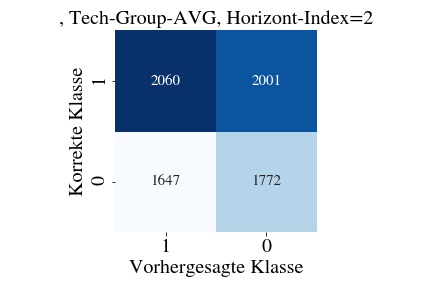 , Tech-Group-AVG, Horizont-Index=2
Korrekte Klasse
1
2060
2001
0
1647
1772
1
0
Vorhergesagte Klasse